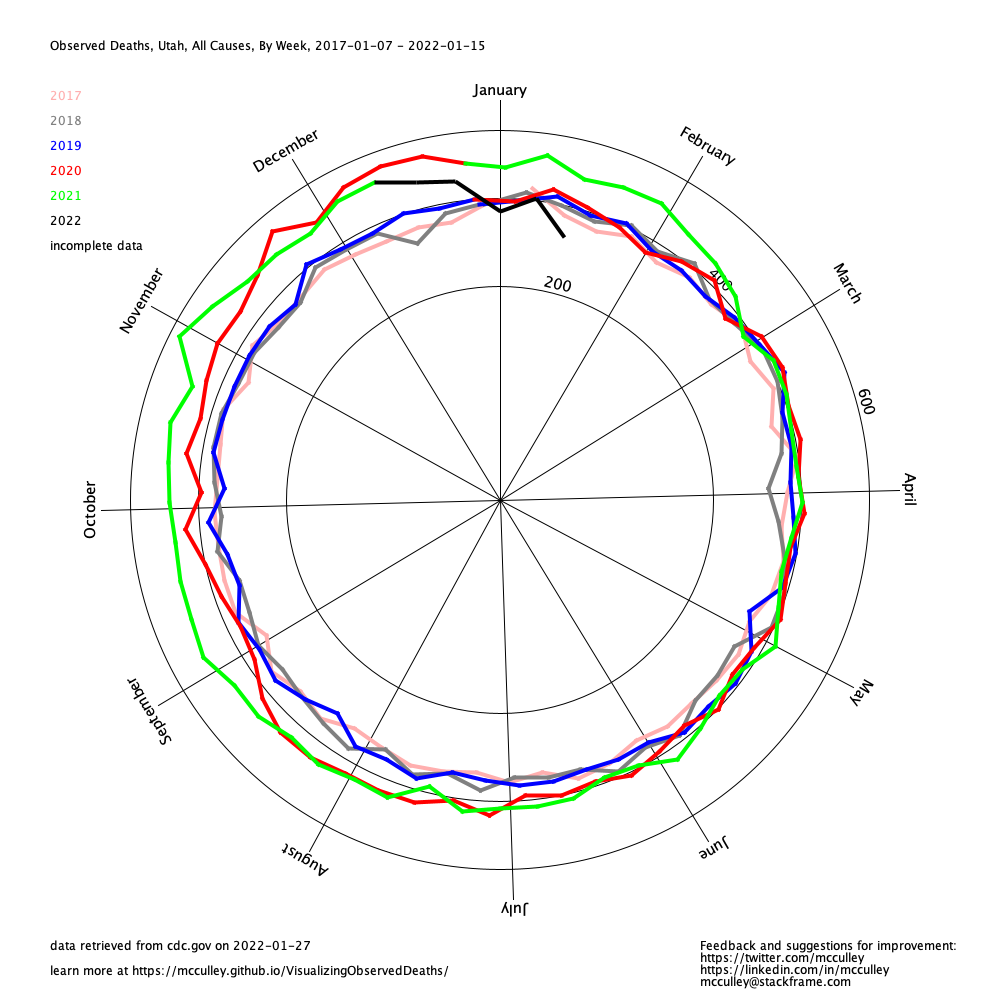 Observed Deaths, Utah, All Causes, By Week, 2017-01-07 - 2022-01-15
2017
2018
2019
2020
2021
2022
incomplete data
January
February
March
April
May
June
July
August
September
October
November
December
200
400
600
data retrieved from cdc.gov on 2022-01-27
learn more at https://mcculley.github.io/VisualizingObservedDeaths/
Feedback and suggestions for improvement:
https://twitter.com/mcculley
https://linkedin.com/in/mcculley
mcculley@stackframe.com